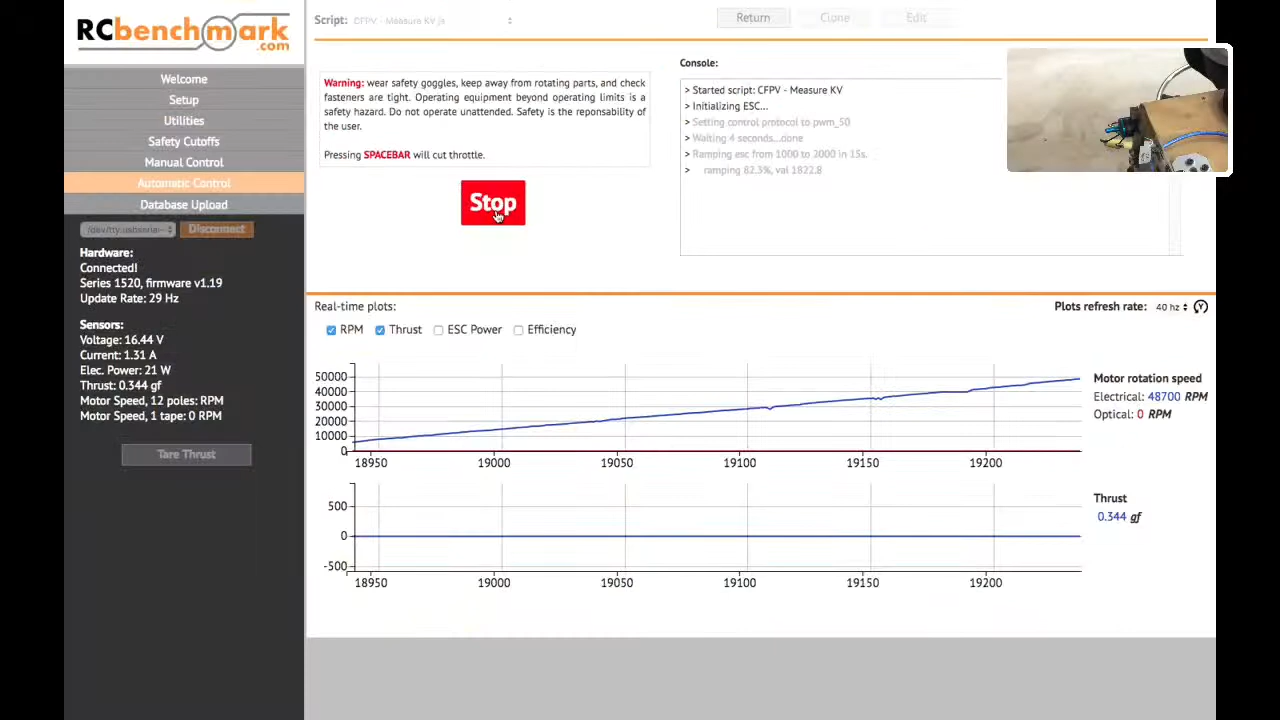 RCbenchmark
.com
Script: CFPV - Measure KV js
Return
Clone
Edit
Welcome
Setup
Utilities
Safety Cutoffs
Manual Control
Automatic Control
Database Upload
Disconnect
Hardware:
Connected!
Series 1520, firmware v1.19
Update Rate: 29 Hz
Sensors:
Voltage: 16.44 V
Current: 1.31 A
Elec. Power: 21 W
Thrust: 0.344 gf
Motor Speed, 12 poles: RPM
Motor Speed, 1 tape: 0 RPM
Tare Thrust
Warning: wear safety goggles, keep away from rotating parts, and check
fasteners are tight. Operating equipment beyond operating limits is a
safety hazard. Do not operate unattended. Safety is the reponsability of
the user.
Pressing SPACEBAR will cut throttle.
Stop
Console:
> Started script: CFPV - Measure KV
> Initializing ESC...
> Setting control protocol to pwm_50
> Waiting 4 seconds...done
> Ramping esc from 1000 to 2000 in 15s.
> ramping 82.3%, val 1822.8
Real-time plots:
Plots refresh rate: 40 hz
RPM Thrust ESC Power Efficiency
50000
40000
30000
20000
10000
0
18950 19000 19050 19100 19150 19200
Motor rotation speed
Electrical: 48700 RPM
Optical: 0 RPM
500
0
-500
18950 19000 19050 19100 19150 19200
Thrust
0.344 gf